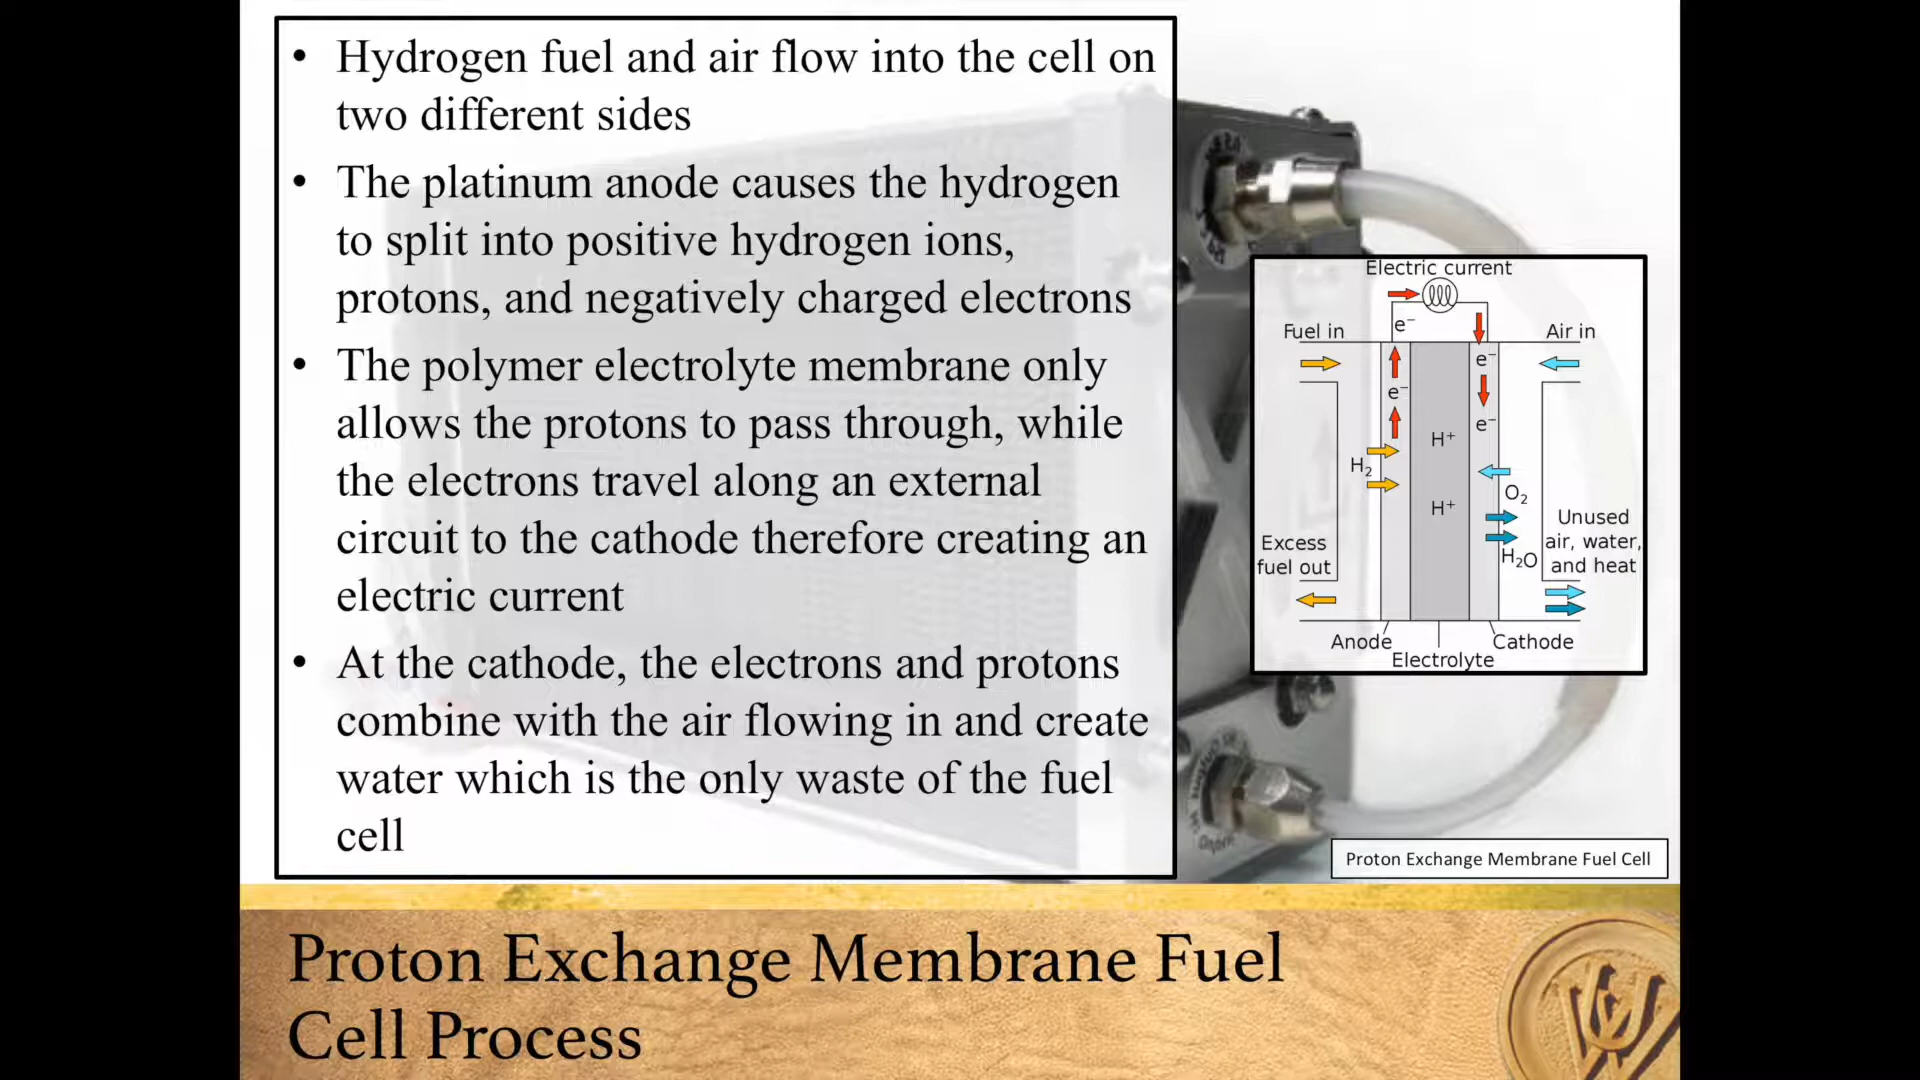 • Hydrogen fuel and air flow into the cell on
two different sides
• The platinum anode causes the hydrogen
to split into positive hydrogen ions,
protons, and negatively charged electrons
• The polymer electrolyte membrane only
allows the protons to pass through, while
the electrons travel along an external
circuit to the cathode therefore creating an
electric current
• At the cathode, the electrons and protons
combine with the air flowing in and create
water which is the only waste of the fuel
cell
Electric current
Fuel in
e⁻
Air in
e⁻
e⁻
e⁻
H⁺
H₂
O₂
H⁺
Unused
air, water,
and heat
Excess
fuel out
H₂O
Anode
Cathode
Electrolyte
Proton Exchange Membrane Fuel Cell
Proton Exchange Membrane Fuel
Cell Process